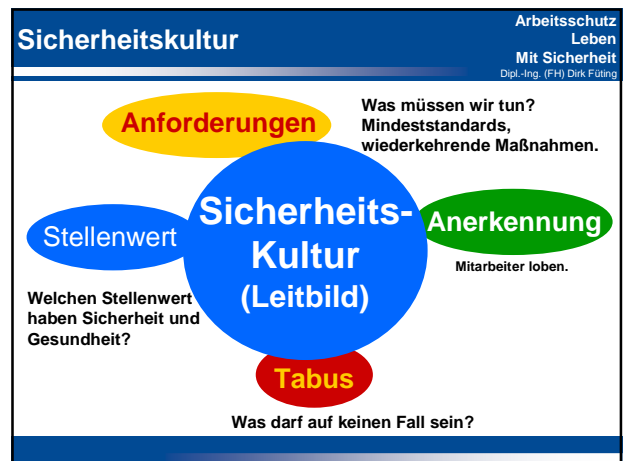 Sicherheitskultur
Arbeitsschutz
Leben
Mit Sicherheit
Dipl.-Ing. (FH) Dirk Füting
Anforderungen
Was müssen wir tun?
Mindeststandards,
wiederkehrende Maßnahmen.
Sicherheits-
Kultur
(Leitbild)
Stellenwert
Welchen Stellenwert
haben Sicherheit und
Gesundheit?
Anerkennung
Mitarbeiter loben.
Tabus
Was darf auf keinen Fall sein?